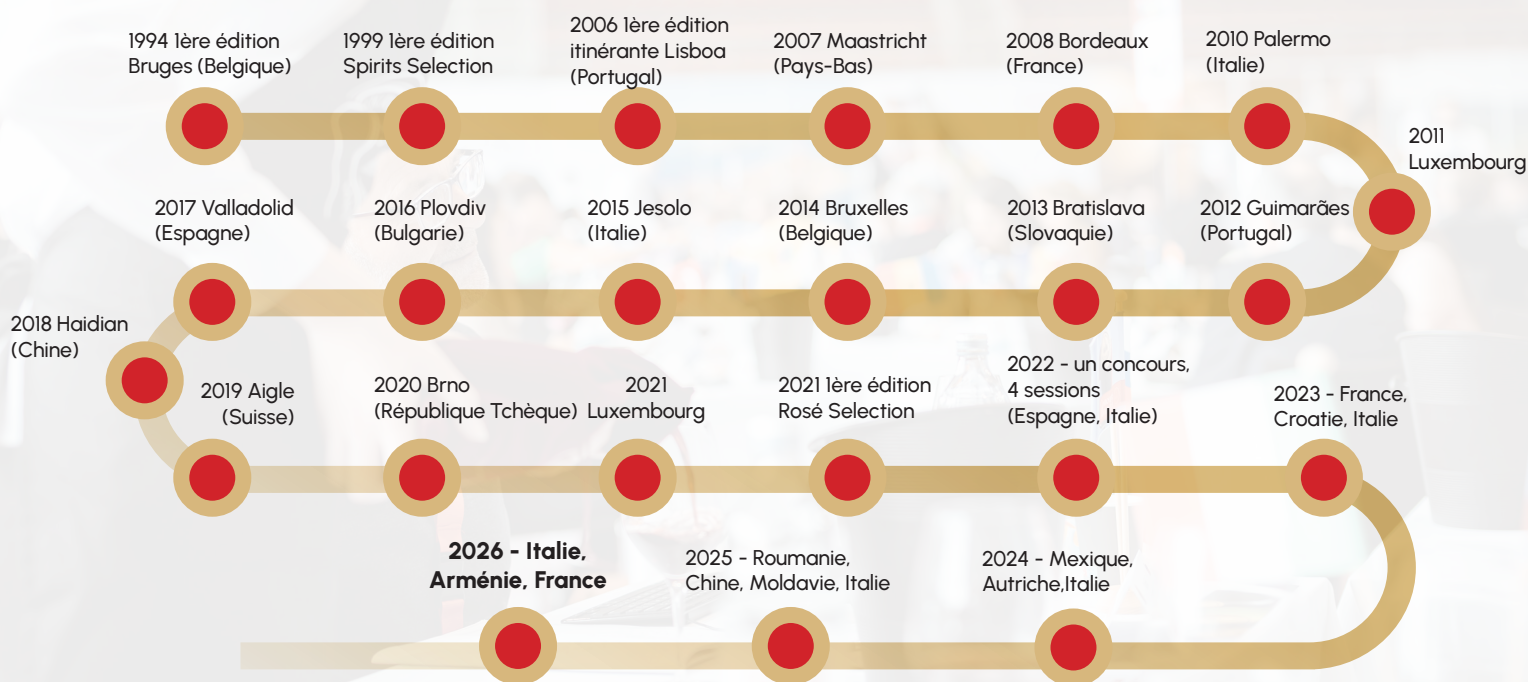 1994 1ère édition
Bruges (Belgique)
1999 1ère édition
Spirits Selection
2006 1ère édition
itinérante Lisboa
(Portugal)
2007 Maastricht
(Pays-Bas)
2008 Bordeaux
(France)
2010 Palermo
(Italie)
2011
Luxembourg
2012 Guimarães
(Portugal)
2013 Bratislava
(Slovaquie)
2014 Bruxelles
(Belgique)
2015 Jesolo
(Italie)
2016 Plovdiv
(Bulgarie)
2017 Valladolid
(Espagne)
2018 Haidian
(Chine)
2019 Aigle
(Suisse)
2020 Brno
(République Tchèque)
2021
Luxembourg
2021 1ère édition
Rosé Selection
2022 - un concours,
4 sessions
(Espagne, Italie)
2023 - France,
Croatie, Italie
2024 - Mexique,
Autriche,Italie
2025 - Roumanie,
Chine, Moldavie, Italie
2026 - Italie,
Arménie, France